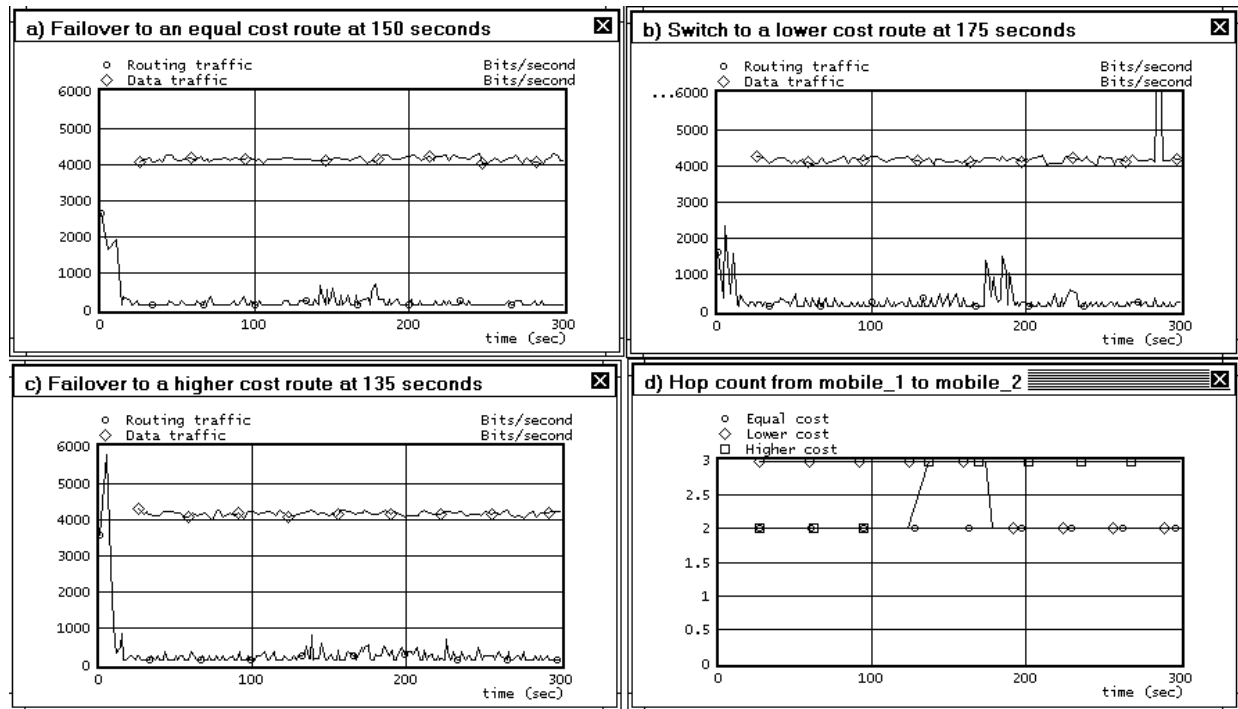 a) Failover to an equal cost route at 150 seconds
Routing traffic Bits/second
Data traffic Bits/second
6000
5000
4000
3000
2000
1000
0
0 100 200 300
time (sec)
b) Switch to a lower cost route at 175 seconds
Routing traffic Bits/second
Data traffic Bits/second
...6000
5000
4000
3000
2000
1000
0
0 100 200 300
time (sec)
c) Failover to a higher cost route at 135 seconds
Routing traffic Bits/second
Data traffic Bits/second
6000
5000
4000
3000
2000
1000
0
0 100 200 300
time (sec)
d) Hop count from mobile_1 to mobile_2
Equal cost
Lower cost
Higher cost
3
2.5
2
1.5
1
0.5
0
0 100 200 300
time (sec)